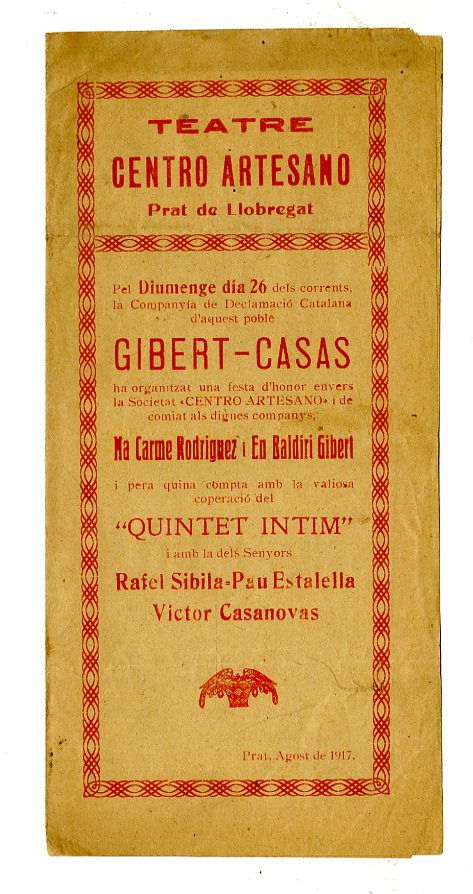 TEATRE
CENTRO ARTESANO
Prat de Llobregat
Pel Diumenge día 26 dels corrents,
la Companyía de Declamació Catalana
d'aquest poble
GIBERT-CASAS
ha organitzat una festa d'honor envers
la Societat «CENTRO ARTESANO» i de
comiat als dignes companys,
Na Carme Rodriguez i En Baldiri Gibert
i pera quina compta amb la valiosa
coperació del
"QUINTET INTIM"
i amb la dels Senyors
Rafel Sibila=Pau Estalella
Victor Casanovas
Prat, Agost de 1917.